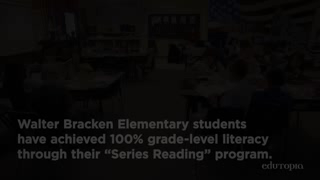 Walter Bracken Elementary students
have achieved 100% grade-level literacy
through their “Series Reading” program.
edutopia